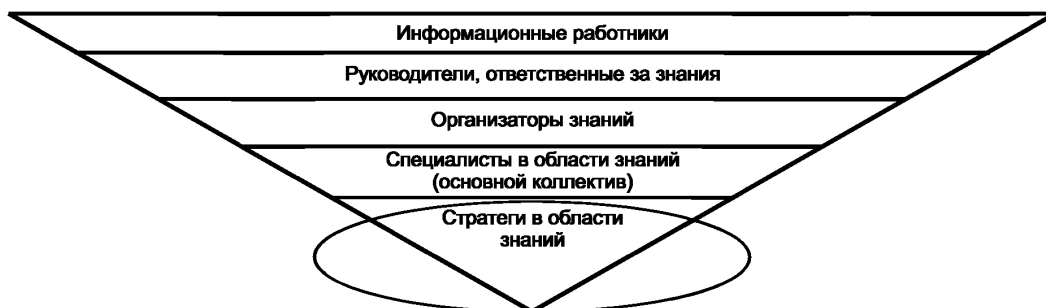 Информационные работники
Руководители, ответственные за знания
Организаторы знаний
Специалисты в области знаний
(основной коллектив)
Стратеги в области
знаний